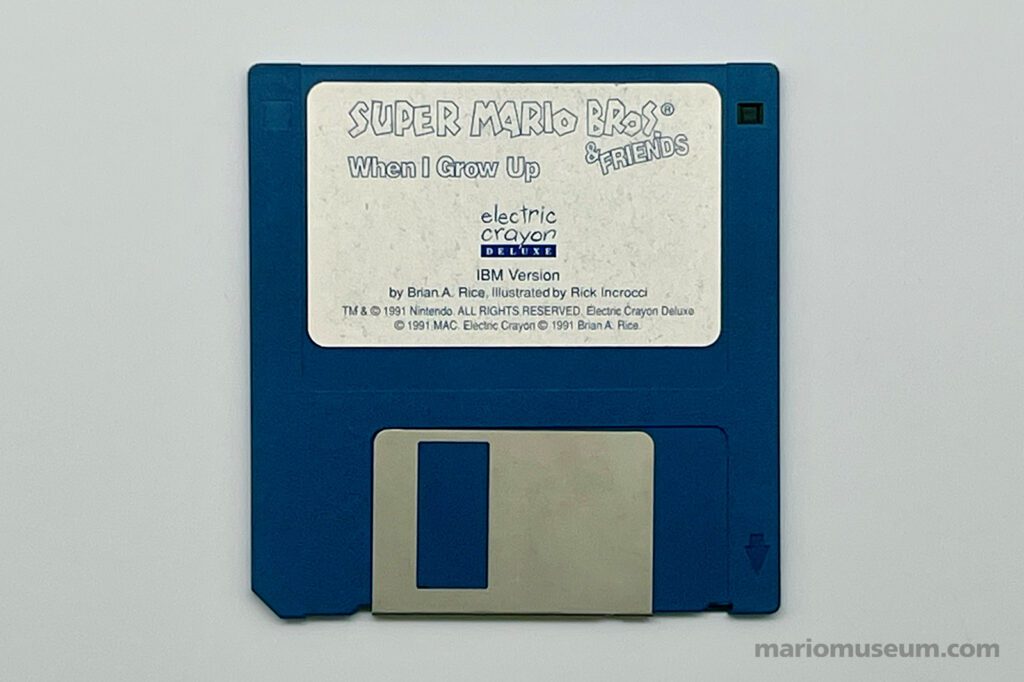 SUPER MARIO BROS.®
& FRIENDS
When I Grow Up
electric
crayon
DELUXE
IBM Version
by Brian A. Rice, Illustrated by Rick Incrocci
TM & © 1991 Nintendo. ALL RIGHTS RESERVED. Electric Crayon Deluxe
© 1991 MAC. Electric Crayon © 1991 Brian A. Rice.
mariomuseum.com